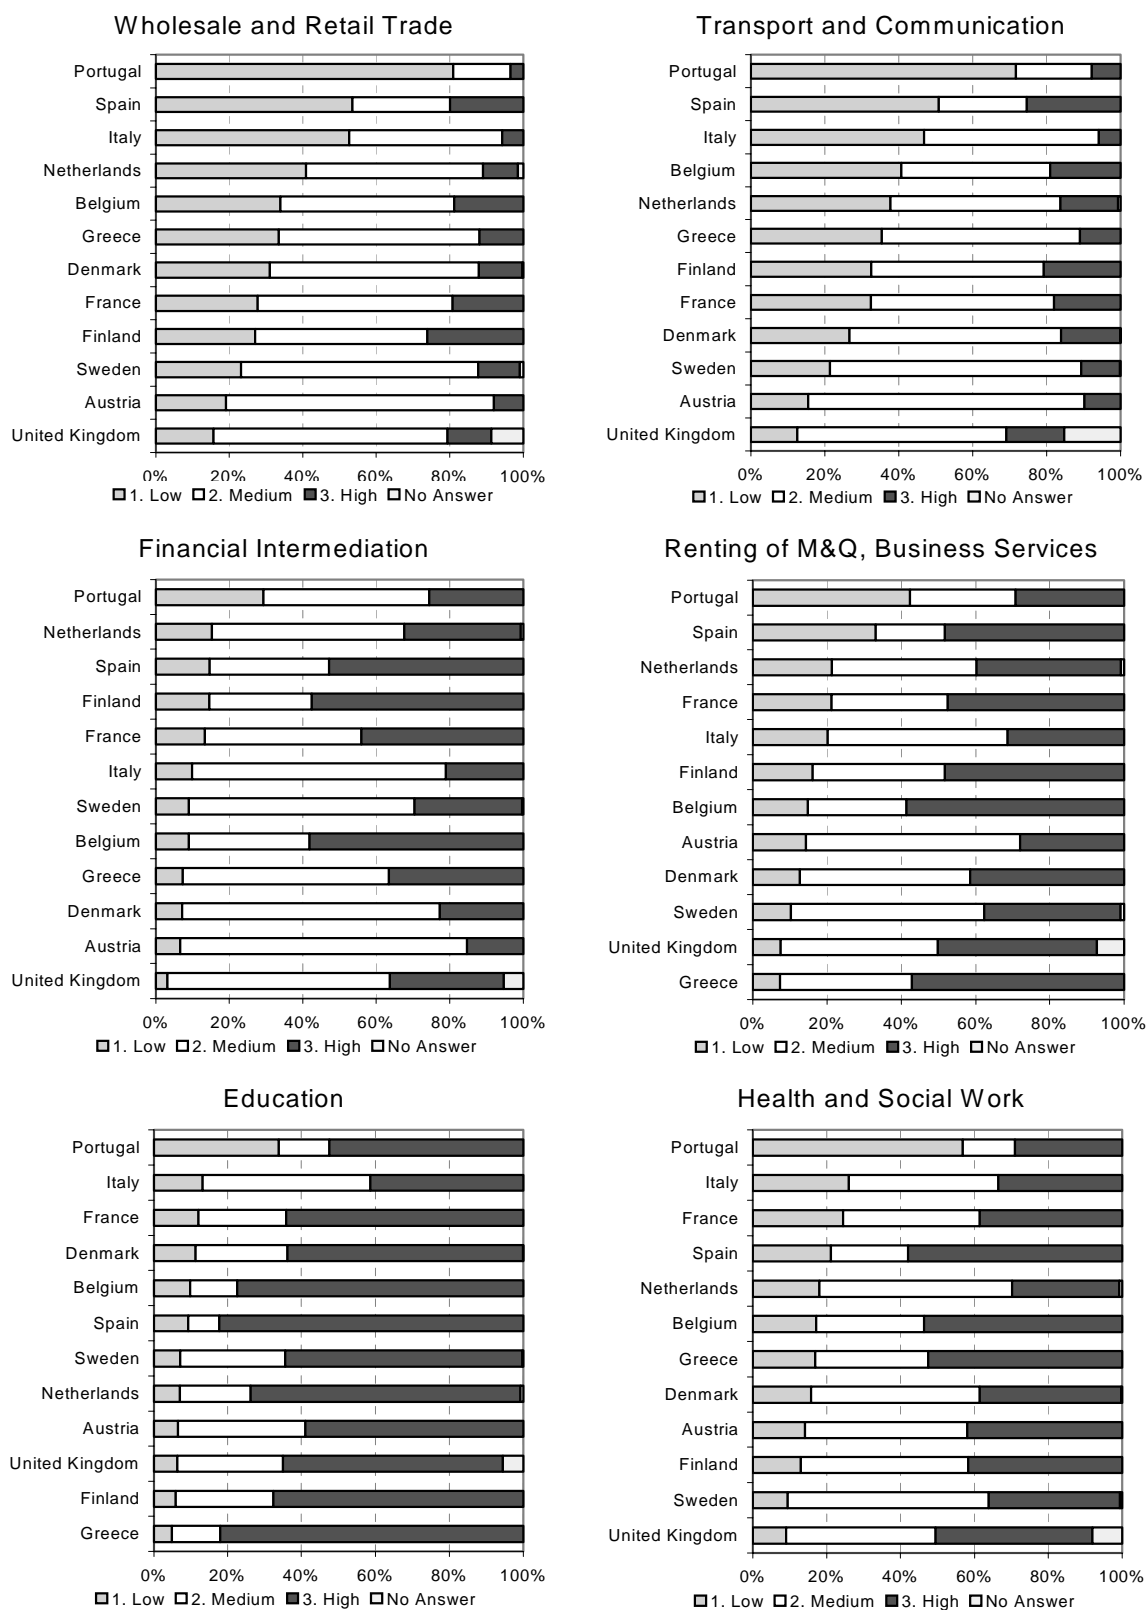 Wholesale and Retail Trade
Portugal
Spain
Italy
Netherlands
Belgium
Greece
Denmark
France
Finland
Sweden
Austria
United Kingdom
0% 20% 40% 60% 80% 100%
1. Low 2. Medium 3. High No Answer
Transport and Communication
Portugal
Spain
Italy
Belgium
Netherlands
Greece
Finland
France
Denmark
Sweden
Austria
United Kingdom
0% 20% 40% 60% 80% 100%
1. Low 2. Medium 3. High No Answer
Financial Intermediation
Portugal
Netherlands
Spain
Finland
France
Italy
Sweden
Belgium
Greece
Denmark
Austria
United Kingdom
0% 20% 40% 60% 80% 100%
1. Low 2. Medium 3. High No Answer
Renting of M&Q, Business Services
Portugal
Spain
Netherlands
France
Italy
Finland
Belgium
Austria
Denmark
Sweden
United Kingdom
Greece
0% 20% 40% 60% 80% 100%
1. Low 2. Medium 3. High No Answer
Education
Portugal
Italy
France
Denmark
Belgium
Spain
Sweden
Netherlands
Austria
United Kingdom
Finland
Greece
0% 20% 40% 60% 80% 100%
1. Low 2. Medium 3. High No Answer
Health and Social Work
Portugal
Italy
France
Spain
Netherlands
Belgium
Greece
Denmark
Austria
Finland
Sweden
United Kingdom
0% 20% 40% 60% 80% 100%
1. Low 2. Medium 3. High No Answer